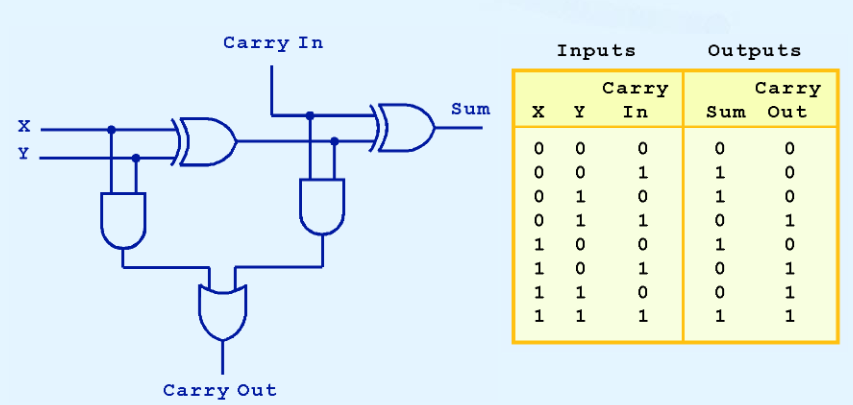 Carry In
X
Y
Sum
Carry Out
Inputs Outputs
Carry Carry
X Y In Sum Out
0 0 0 0 0
0 0 1 1 0
0 1 0 1 0
0 1 1 0 1
1 0 0 1 0
1 0 1 0 1
1 1 0 0 1
1 1 1 1 1